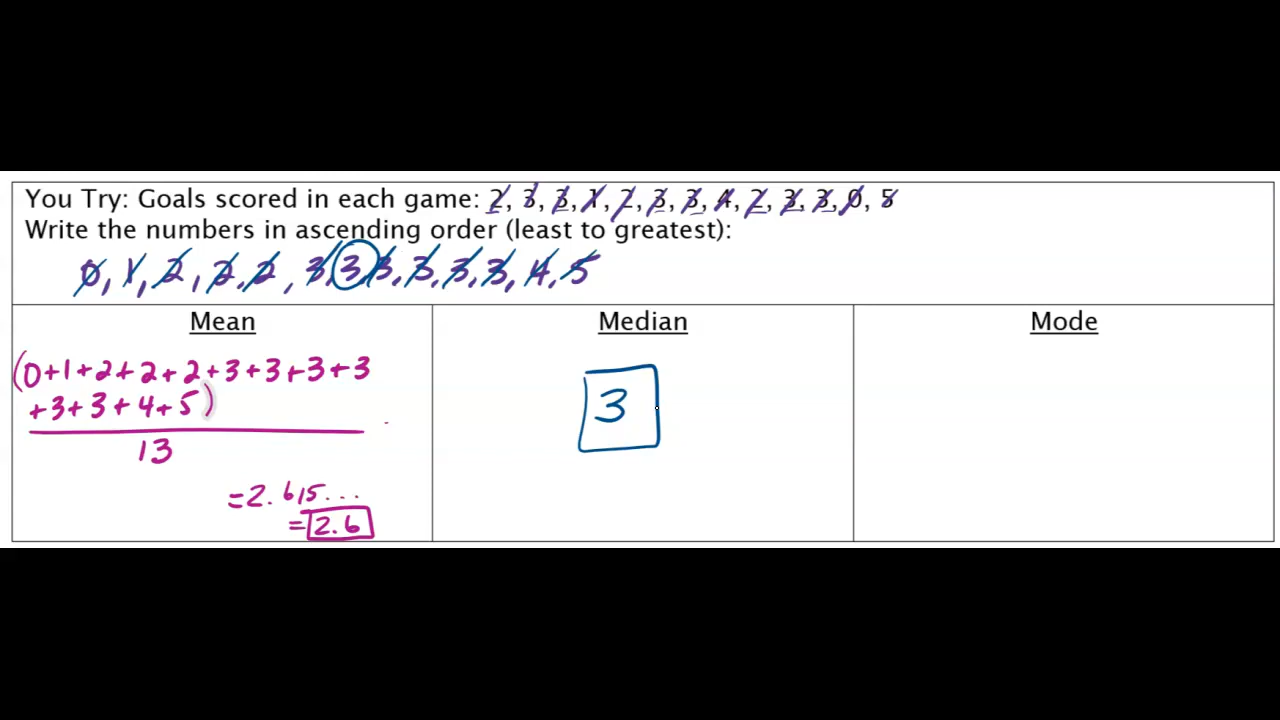 You Try: Goals scored in each game: 2, 3, 3, 1, 2, 3, 3, 4, 2, 3, 3, 0, 5
Write the numbers in ascending order (least to greatest):
0, 1, 2, 2, 2, 3, 3, 3, 3, 3, 3, 4, 5
Mean
(0+1+2+2+2+3+3+3+3
+3+3+4+5)
13
=2.615...
=2.6
Median
3
Mode